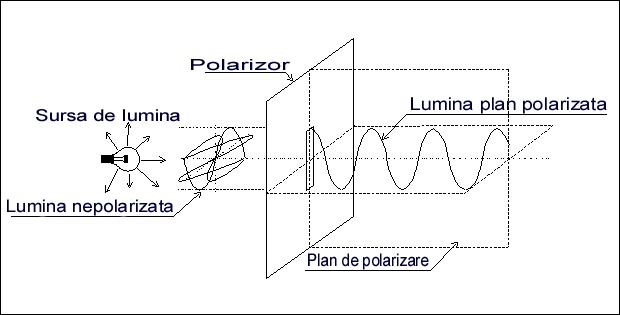 Polarizor
Lumina plan polarizata
Sursa de lumina
Lumina nepolarizata
Plan de polarizare